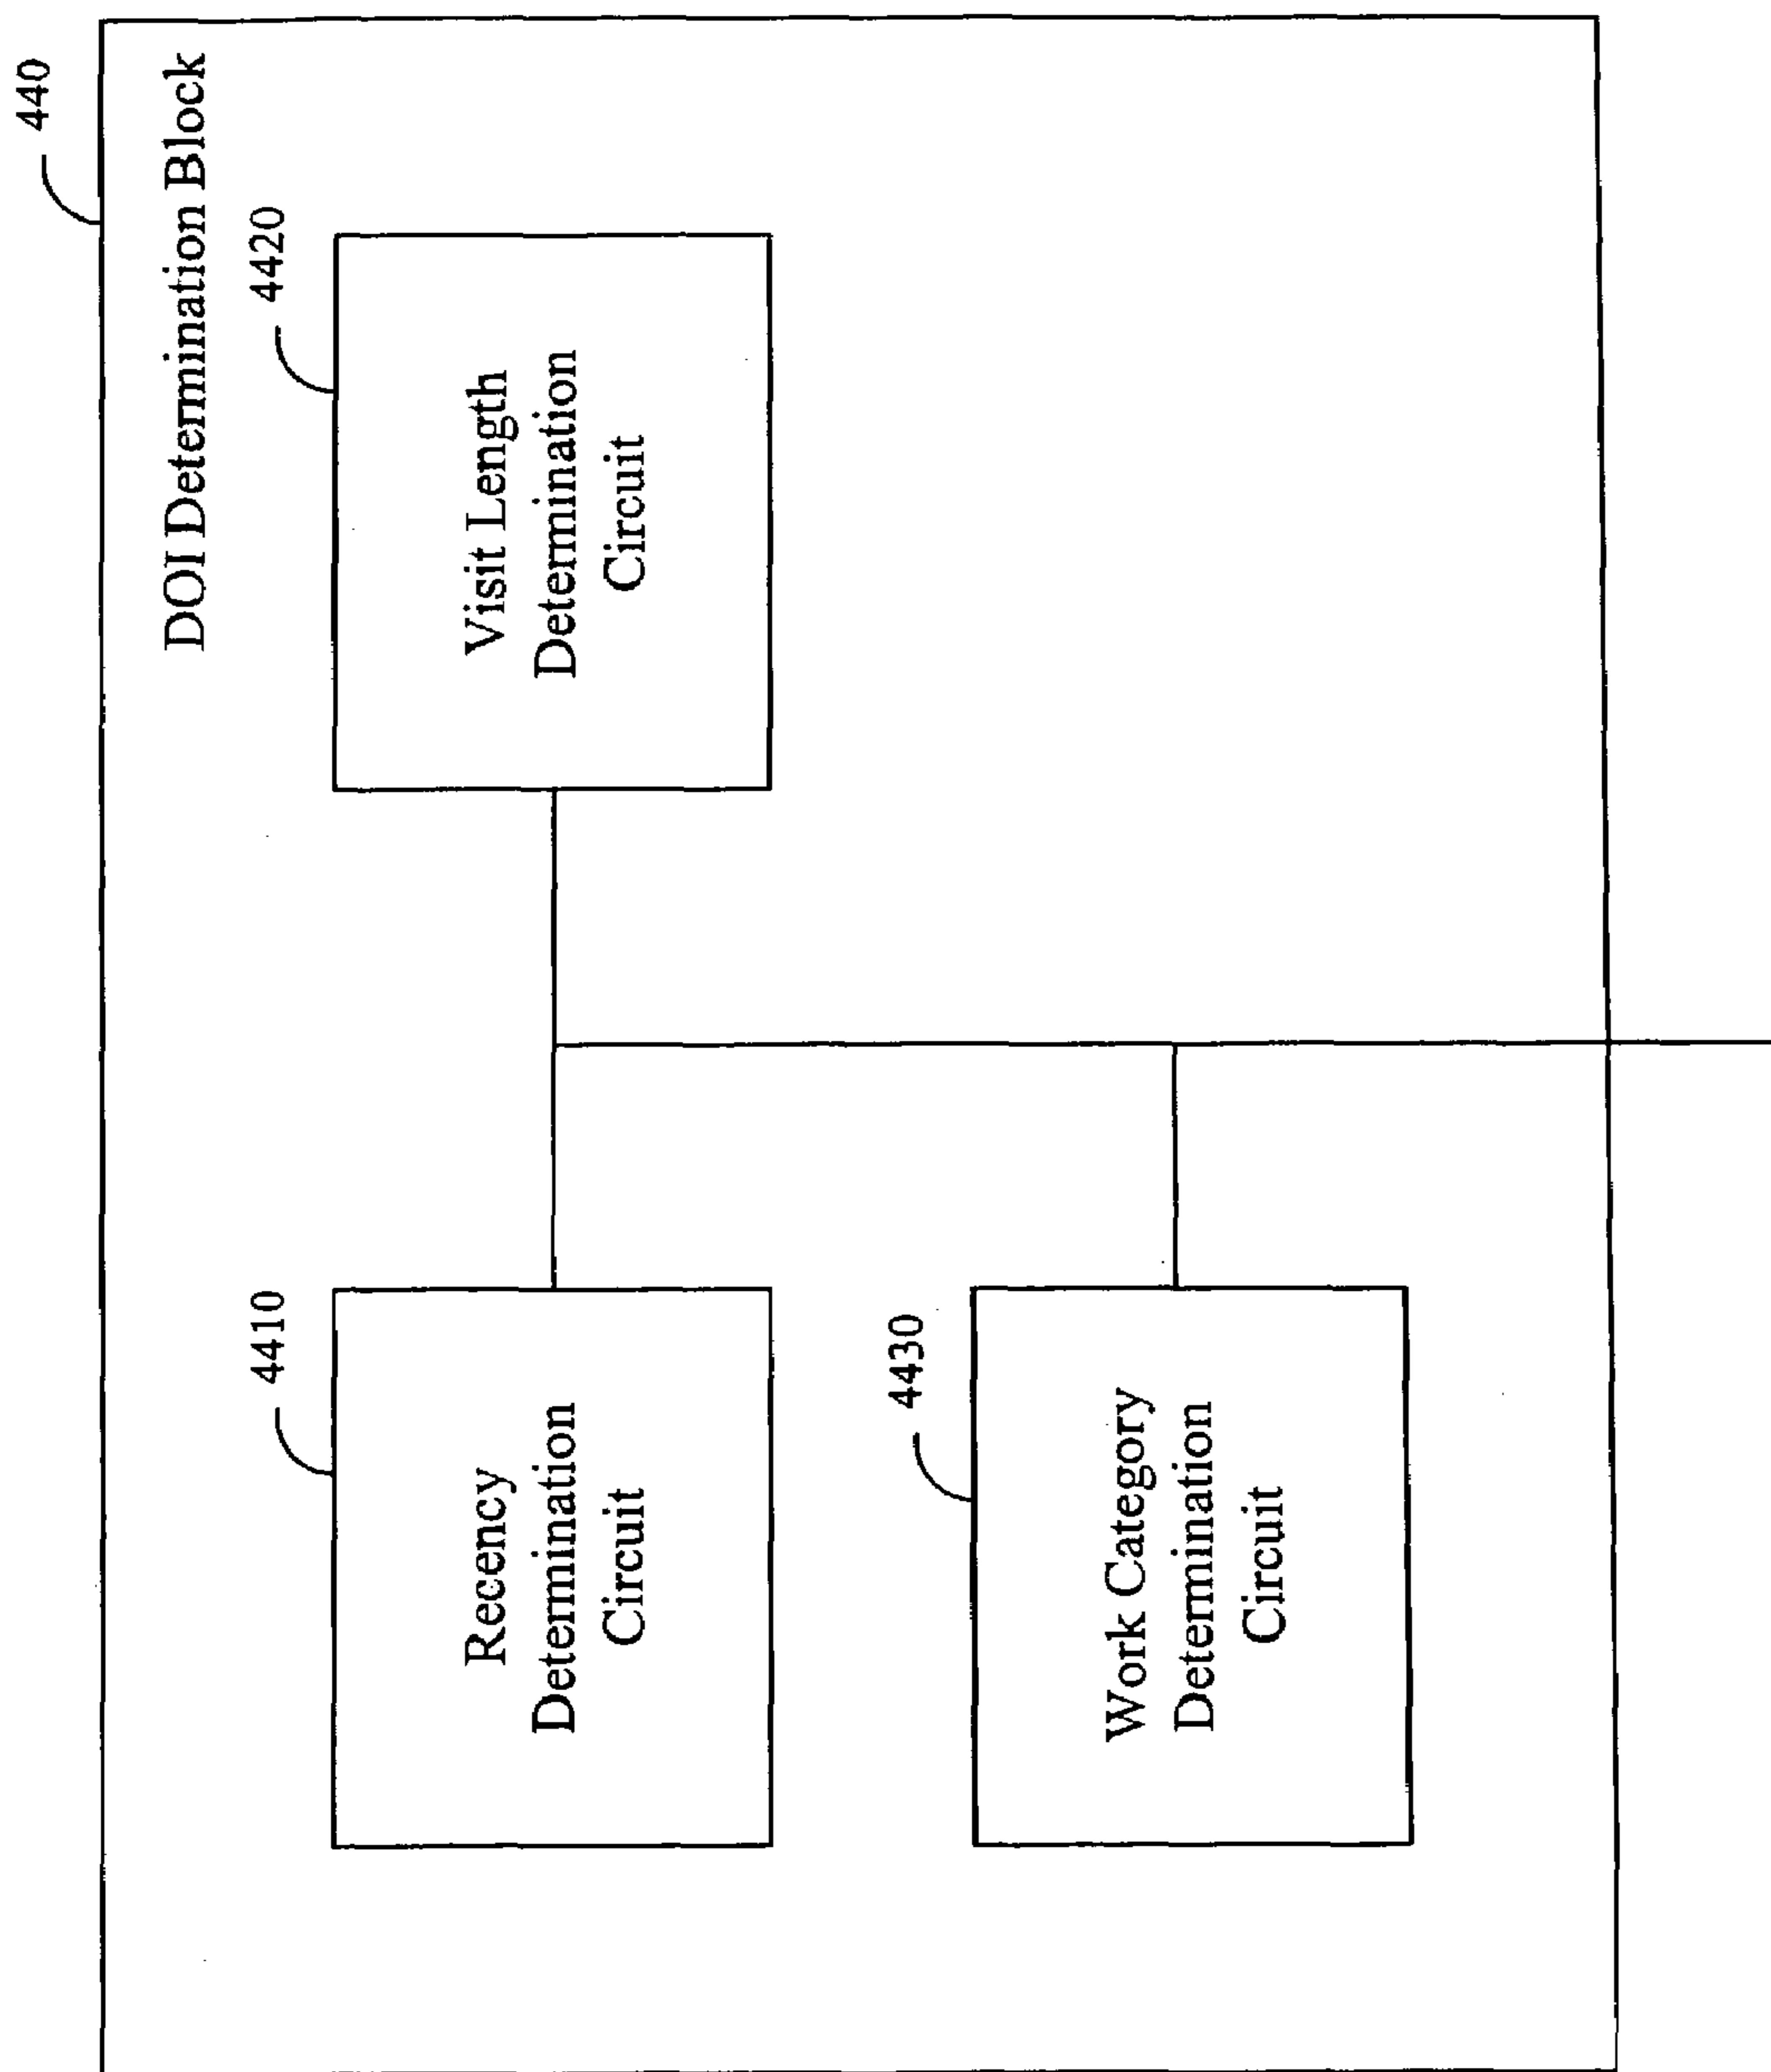 440
DOI Determination Block
4410
Recency
Determination
Circuit
4420
Visit Length
Determination
Circuit
4430
Work Category
Determination
Circuit